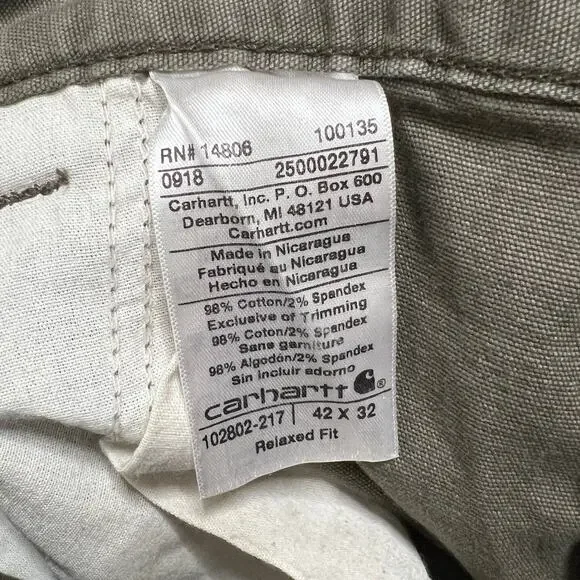 RN# 14806 100135
0918 2500022791
Carhartt, Inc. P. O. Box 600
Dearborn, MI 48121 USA
Carhartt.com
Made in Nicaragua
Fabriqué au Nicaragua
Hecho en Nicaragua
98% Cotton/2% Spandex
Exclusive of Trimming
98% Coton/2% Spandex
Sans garniture
98% Algodón/2% Spandex
Sin incluir adorno
carhartt ®
102802-217 42 X 32
Relaxed Fit